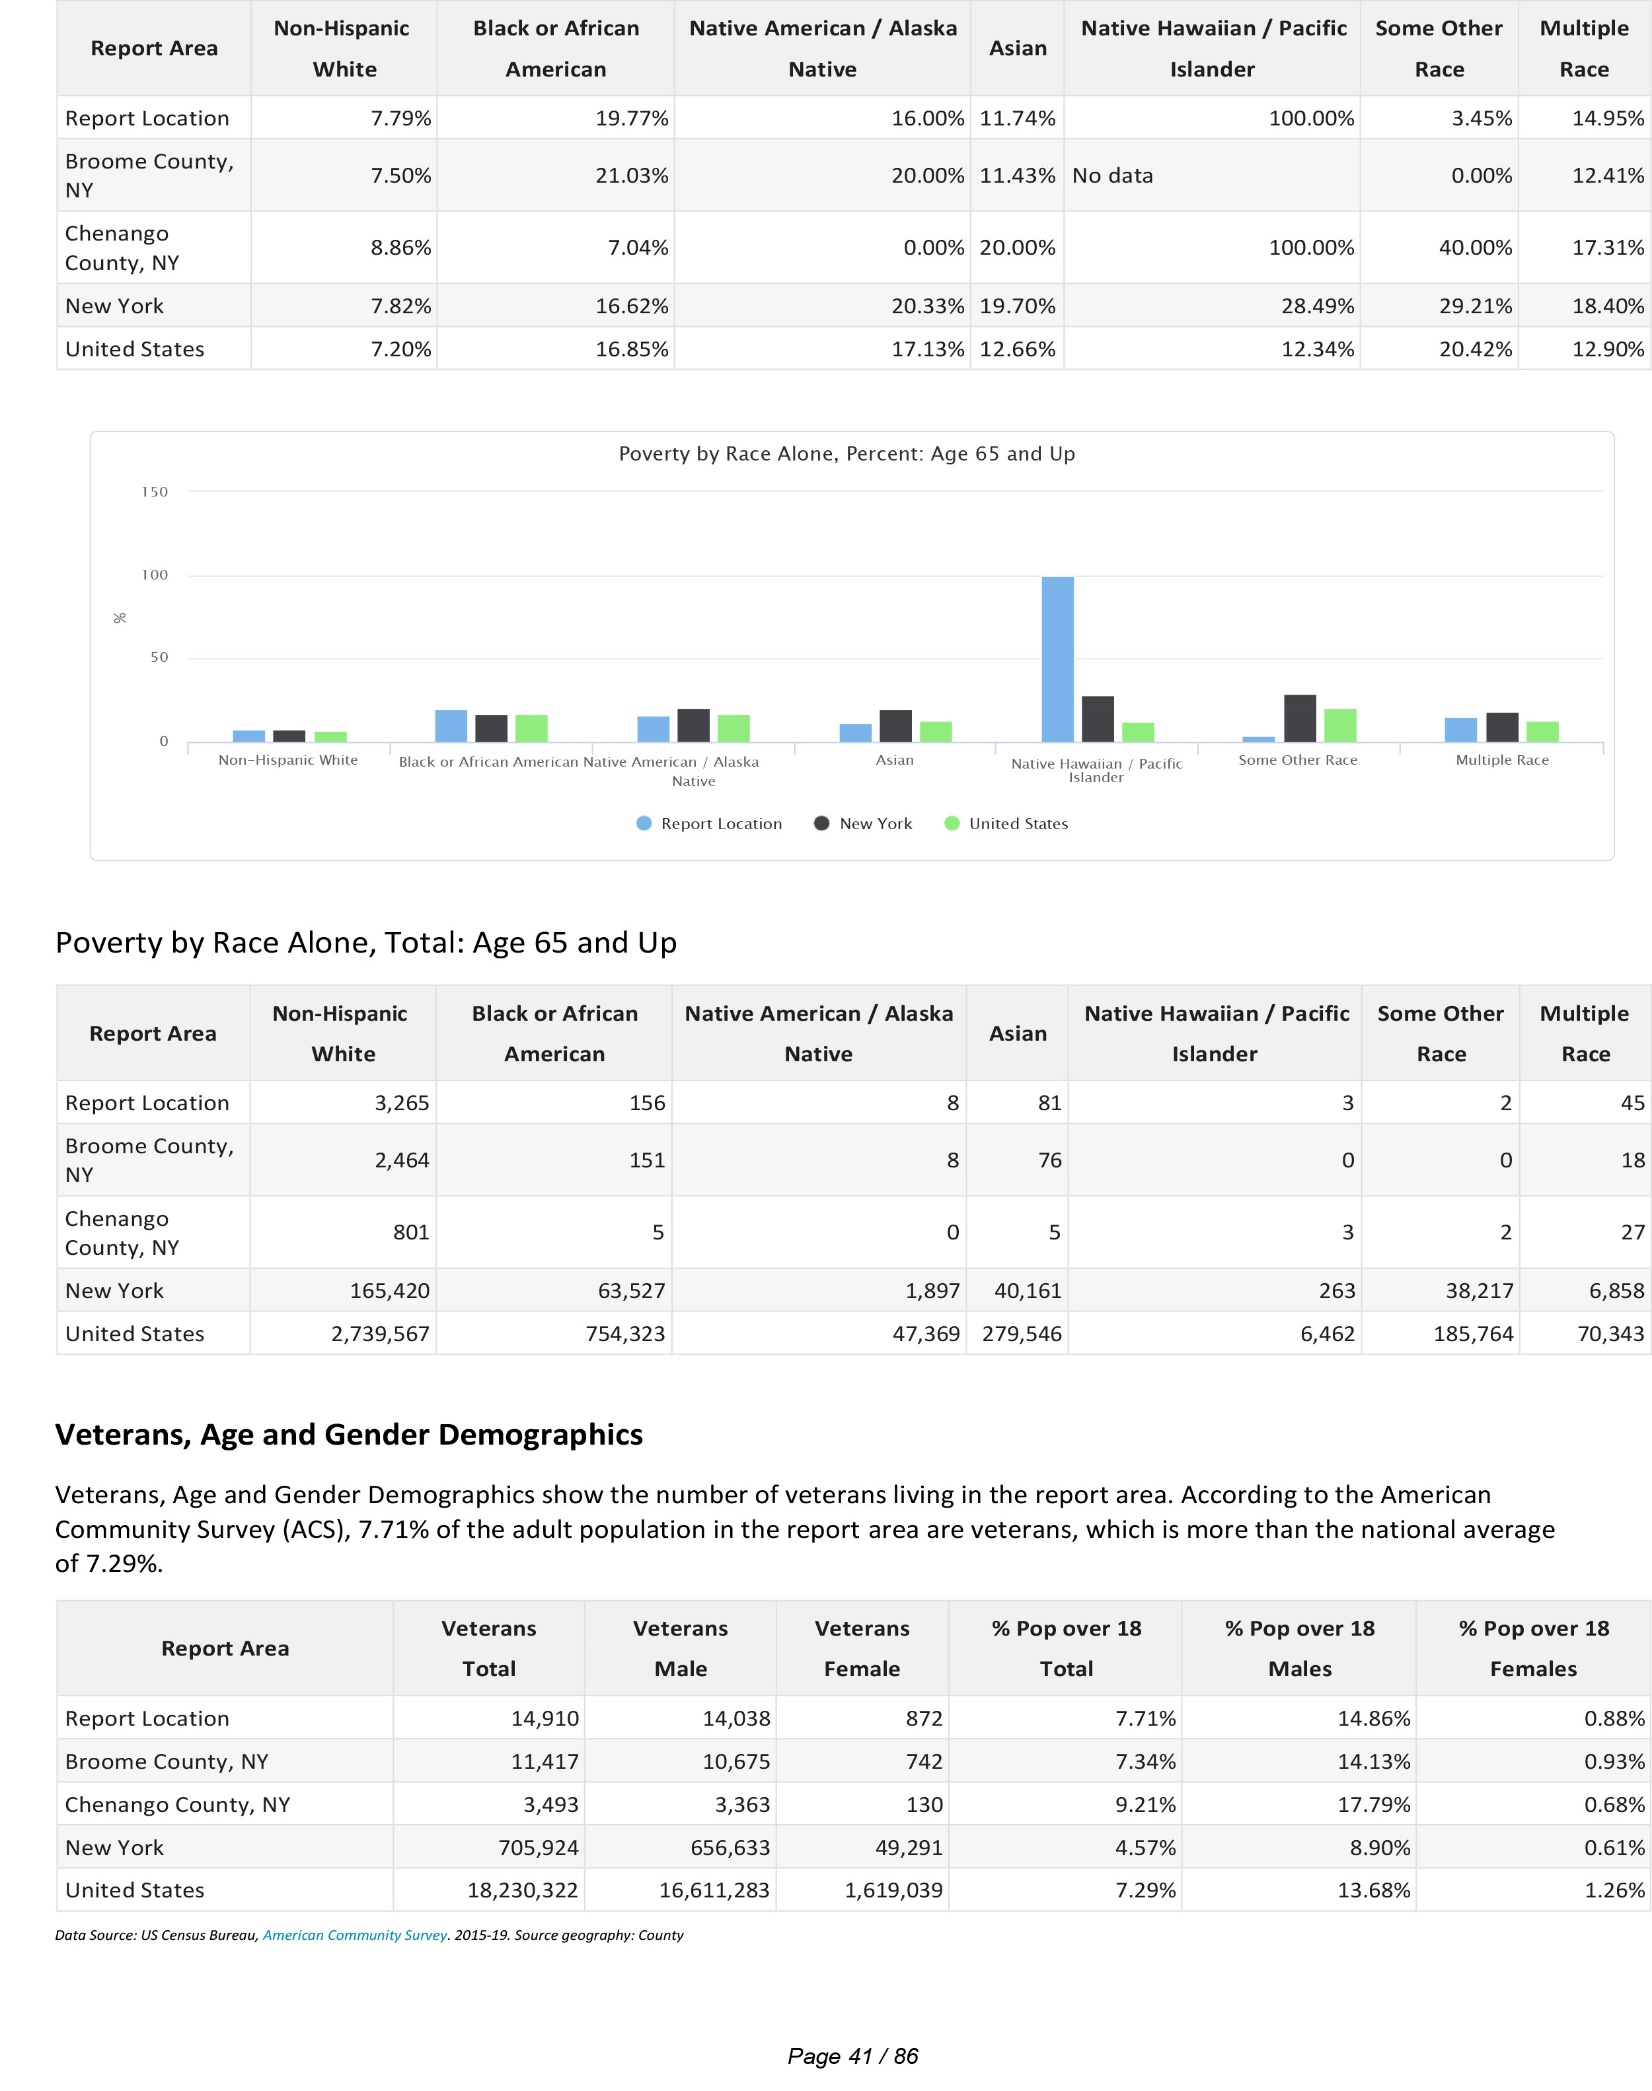 Report Area Non-Hispanic White Black or African American Native American / Alaska Native Asian Native Hawaiian / Pacific Islander Some Other Race Multiple Race
Report Location 7.79% 19.77% 16.00% 11.74% 100.00% 3.45% 14.95%
Broome County, NY 7.50% 21.03% 20.00% 11.43% No data 0.00% 12.41%
Chenango County, NY 8.86% 7.04% 0.00% 20.00% 100.00% 40.00% 17.31%
New York 7.82% 16.62% 20.33% 19.70% 28.49% 29.21% 18.40%
United States 7.20% 16.85% 17.13% 12.66% 12.34% 20.42% 12.90%
Poverty by Race Alone, Percent: Age 65 and Up
150
100
%
50
0
Non-Hispanic White Black or African American Native American / Alaska Native Asian Native Hawaiian / Pacific Islander Some Other Race Multiple Race
Report Location New York United States
Poverty by Race Alone, Total: Age 65 and Up
Report Area Non-Hispanic White Black or African American Native American / Alaska Native Asian Native Hawaiian / Pacific Islander Some Other Race Multiple Race
Report Location 3,265 156 8 81 3 2 45
Broome County, NY 2,464 151 8 76 0 0 18
Chenango County, NY 801 5 0 5 3 2 27
New York 165,420 63,527 1,897 40,161 263 38,217 6,858
United States 2,739,567 754,323 47,369 279,546 6,462 185,764 70,343
Veterans, Age and Gender Demographics
Veterans, Age and Gender Demographics show the number of veterans living in the report area. According to the American
Community Survey (ACS), 7.71% of the adult population in the report area are veterans, which is more than the national average
of 7.29%.
Report Area Veterans Total Veterans Male Veterans Female % Pop over 18 Total % Pop over 18 Males % Pop over 18 Females
Report Location 14,910 14,038 872 7.71% 14.86% 0.88%
Broome County, NY 11,417 10,675 742 7.34% 14.13% 0.93%
Chenango County, NY 3,493 3,363 130 9.21% 17.79% 0.68%
New York 705,924 656,633 49,291 4.57% 8.90% 0.61%
United States 18,230,322 16,611,283 1,619,039 7.29% 13.68% 1.26%
Data Source: US Census Bureau, American Community Survey. 2015-19. Source geography: County
Page 41 / 86